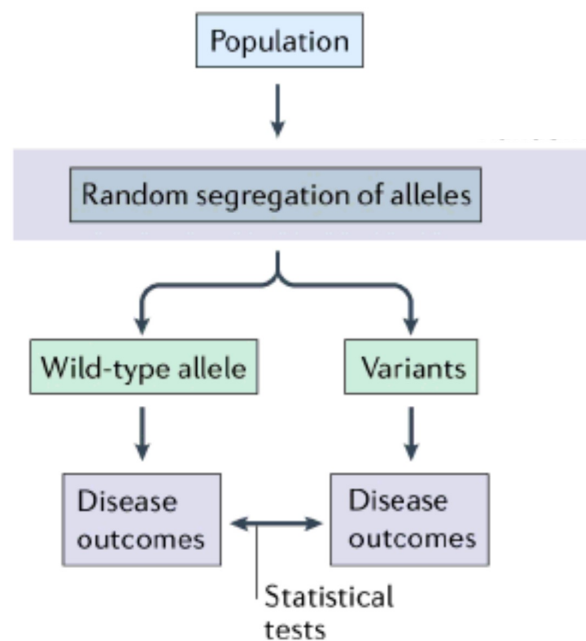 Population
Random segregation of alleles
Wild-type allele
Variants
Disease
outcomes
Disease
outcomes
Statistical
tests